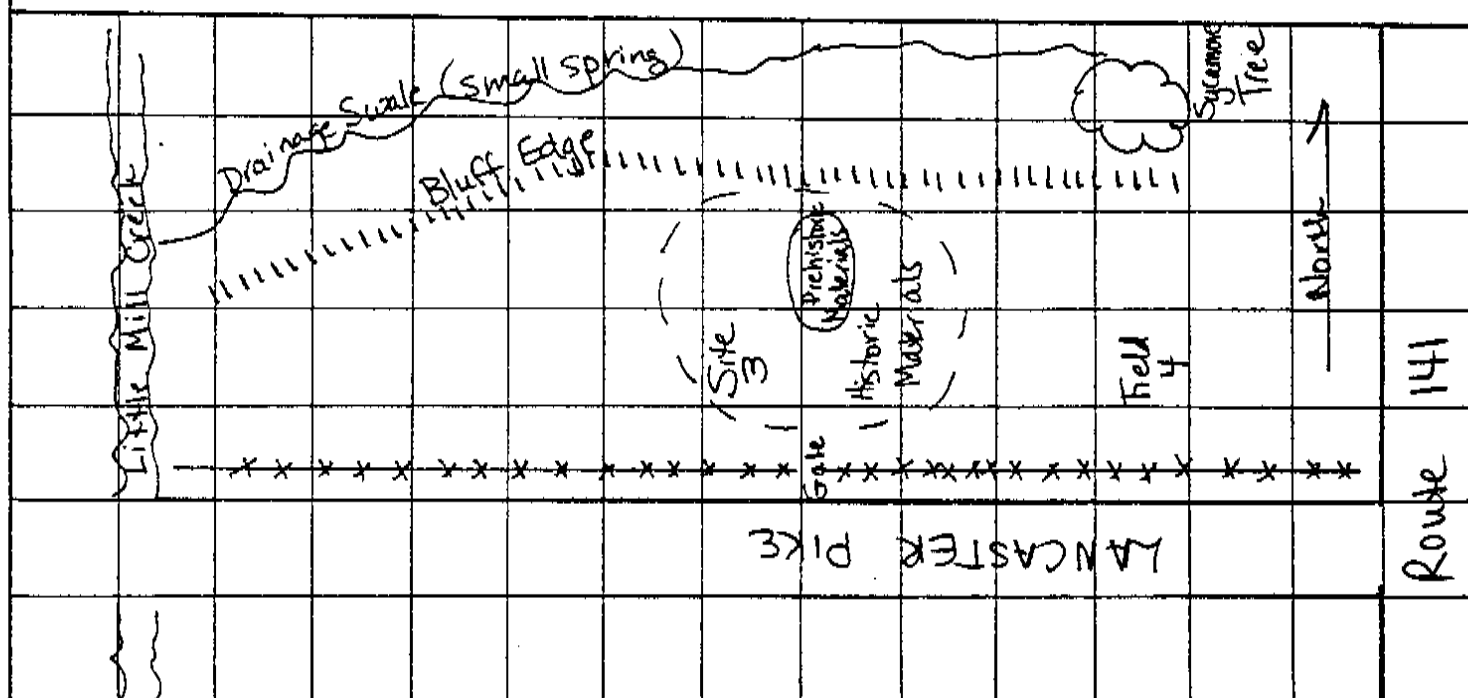 Drainage Swale (small spring)
Sycamore
Tree
Bluff Edge
Little Mill Creek
Prehistoric
Materials
North
Site
B
Historic
Materials
Field
4
Gate
LANCASTER PIKE
Route 141